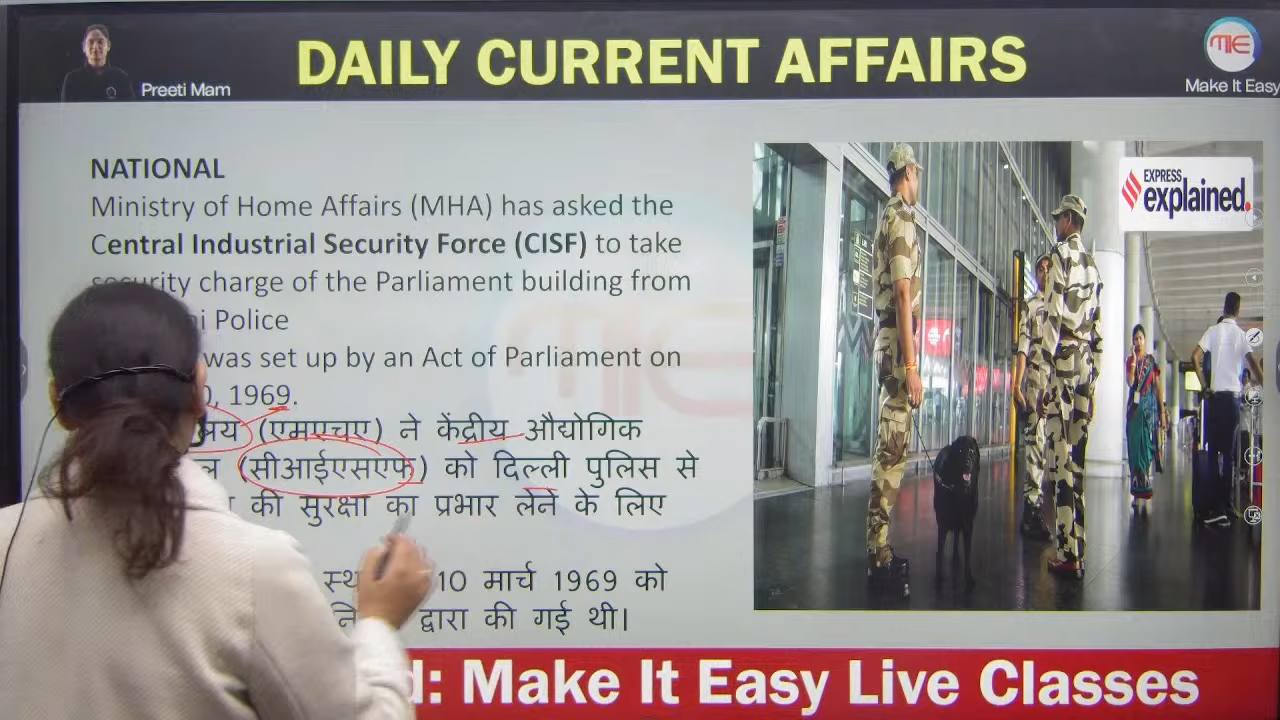 DAILY CURRENT AFFAIRS
Preeti Mam
MIE
Make It Easy
NATIONAL
Ministry of Home Affairs (MHA) has asked the
Central Industrial Security Force (CISF) to take
security charge of the Parliament building from
Police
was set up by an Act of Parliament on
0, 1969.
(एमएचए) ने केंद्रीय औद्योगिक
(सीआईएसएफ) को दिल्ली पुलिस से
की सुरक्षा का प्रभार लेने के लिए
10 मार्च 1969 को
द्वारा की गई थी।
EXPRESS
explained.
MIE
d: Make It Easy Live Classes